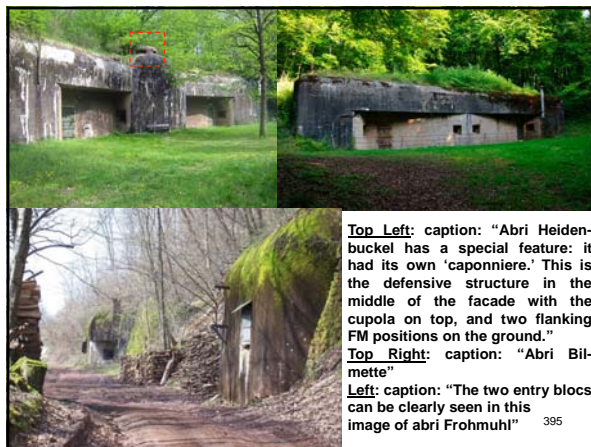 Top Left: caption: “Abri Heiden-
buckel has a special feature: it
had its own ‘caponniere.’ This is
the defensive structure in the
middle of the facade with the
cupola on top, and two flanking
FM positions on the ground.”
Top Right: caption: “Abri Bil-
mette”
Left: caption: “The two entry blocs
can be clearly seen in this
image of abri Frohmuhl”
395